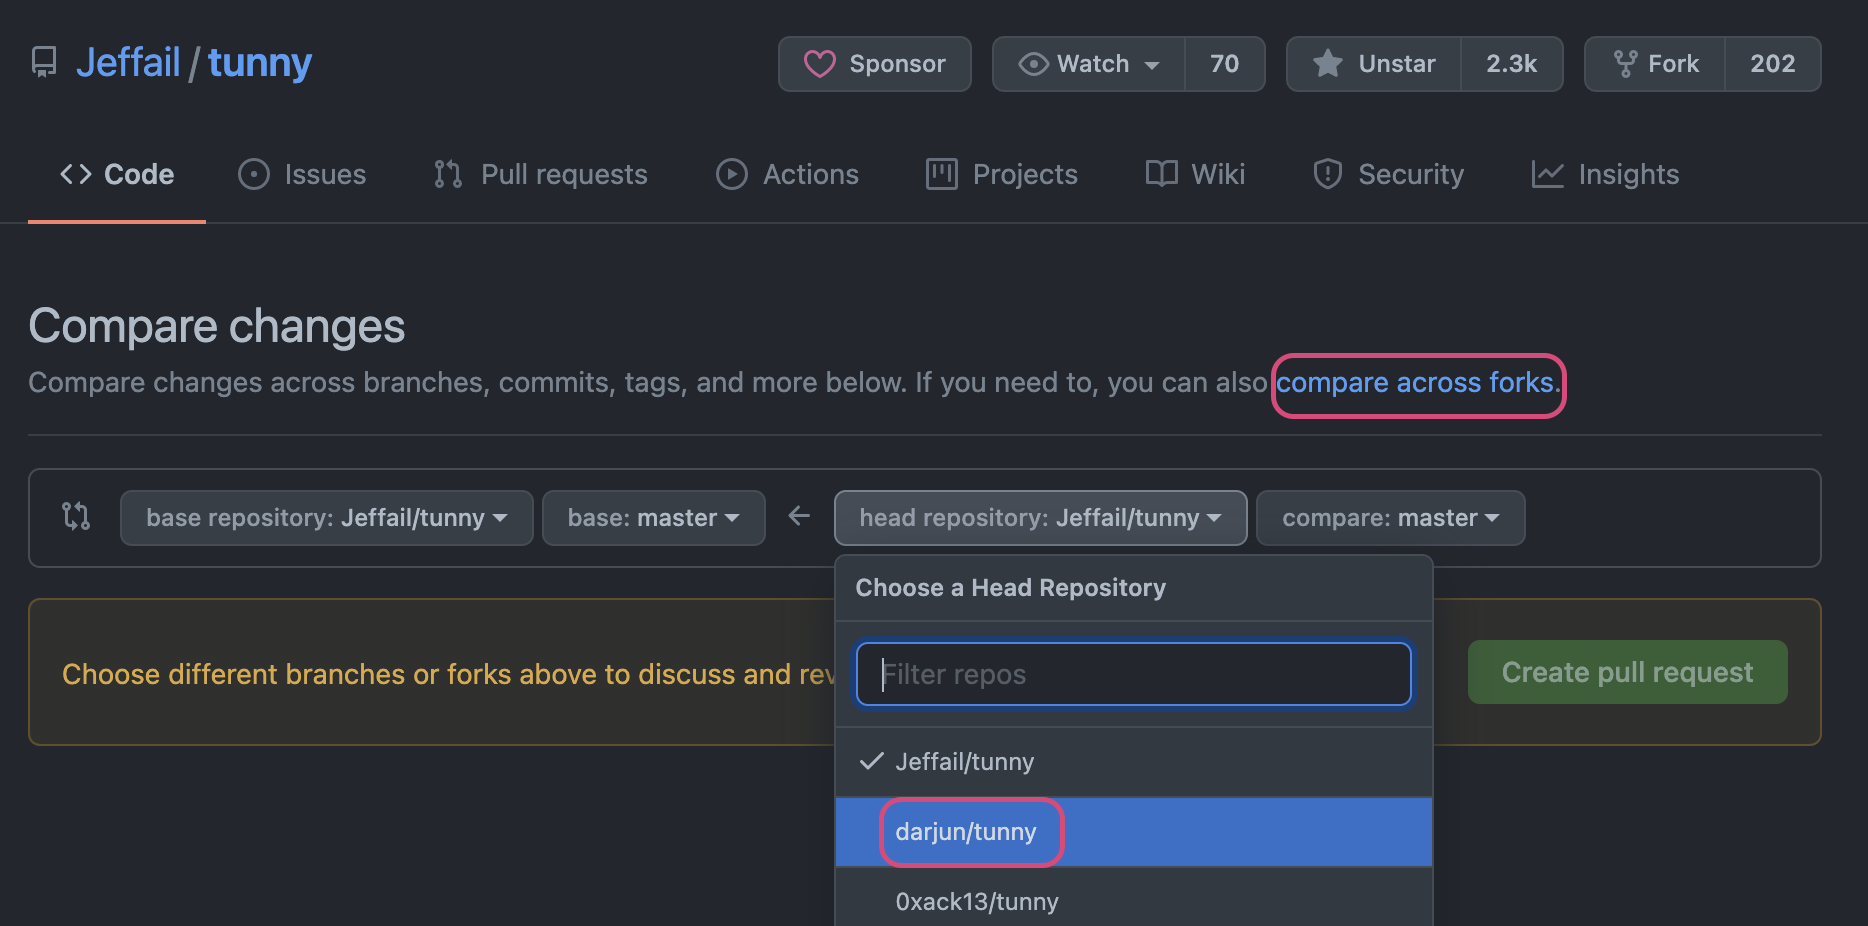 Jeffail / tunny
Sponsor Watch 70 Unstar 2.3k Fork 202
Code Issues Pull requests Actions Projects Wiki Security Insights
Compare changes
Compare changes across branches, commits, tags, and more below. If you need to, you can also compare across forks.
base repository: Jeffail/tunny base: master head repository: Jeffail/tunny compare: master
Choose a Head Repository
Choose different branches or forks above to discuss and rev
Filter repos
Create pull request
Jeffail/tunny
darjun/tunny
0xack13/tunny